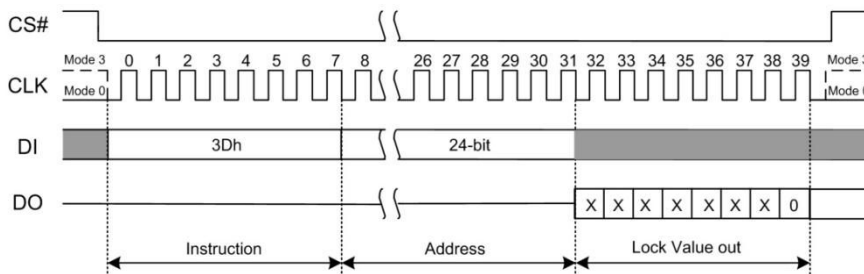 CS#
Mode 3 0 1 2 3 4 5 6 7 8 26 27 28 29 30 31 32 33 34 35 36 37 38 39 Mode 3
CLK
Mode 0
DI 3Dh 24-bit
DO X X X X X X X 0
Instruction Address Lock Value out